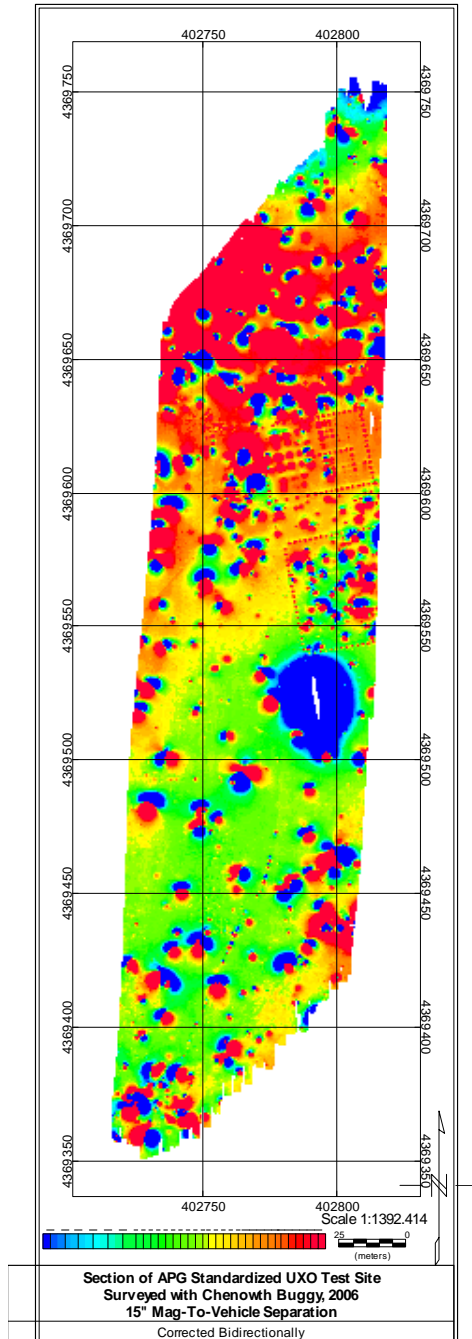 402750 402800
4369750 4369750
4369700 4369700
4369650 4369650
4369600 4369600
4369550 4369550
4369500 4369500
4369450 4369450
4369400 4369400
4369350 4369350
402750 402800
Scale 1:1392.414
25 0
(meters)
Section of APG Standardized UXO Test Site
Surveyed with Chenowth Buggy, 2006
15" Mag-To-Vehicle Separation
Corrected Bidirectionally